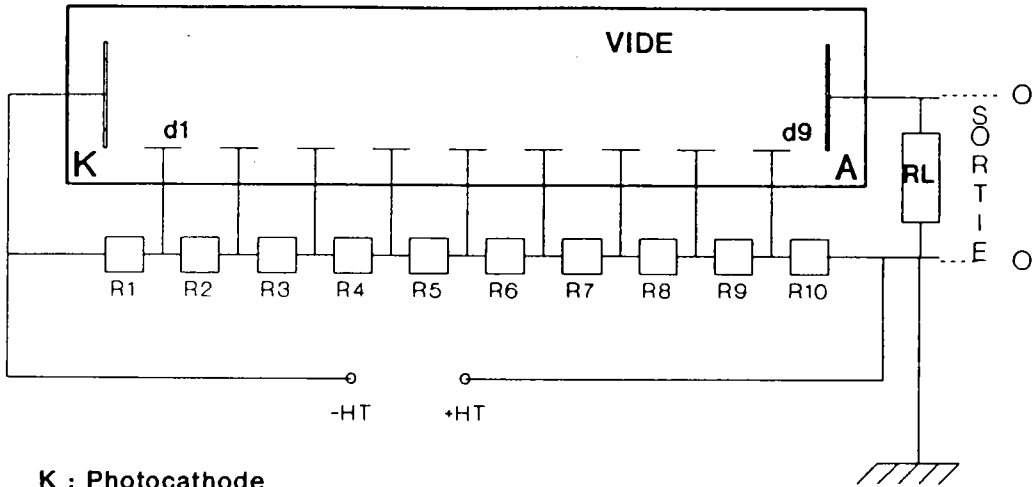 VIDE
d1
d9
K
A
RL
SORTIE
R1 R2 R3 R4 R5 R6 R7 R8 R9 R10
-HT +HT
K : Photocathode